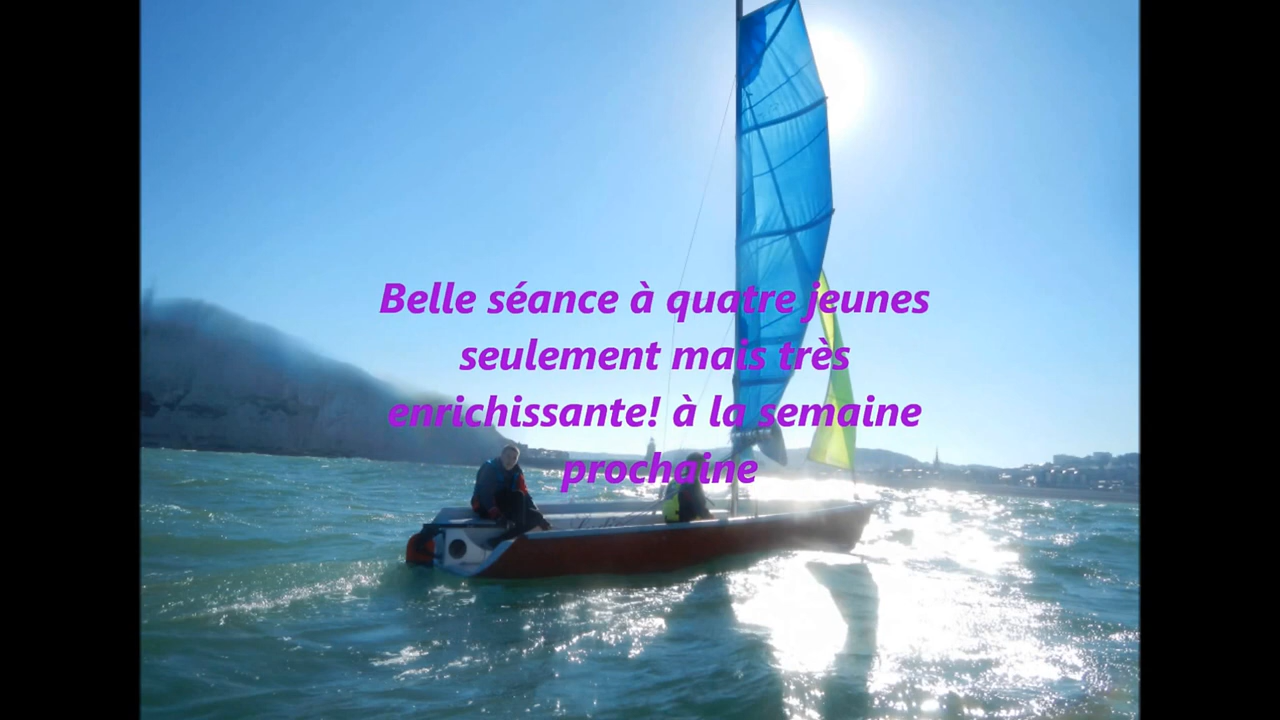 Belle séance à quatre jeunes
seulement mais très
enrichissante! à la semaine
prochaine